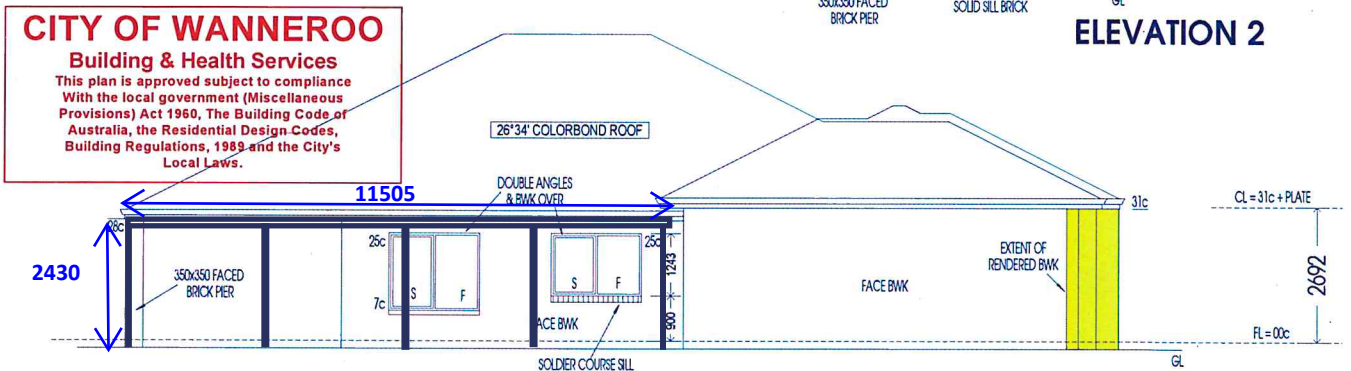 350x350 FACED
BRICK PIER
SOLID SILL BRICK
GL
ELEVATION 2
CITY OF WANNEROO
Building & Health Services
This plan is approved subject to compliance
With the local government (Miscellaneous
Provisions) Act 1960, The Building Code of
Australia, the Residential Design Codes,
Building Regulations, 1989 and the City's
Local Laws.
26°34' COLORBOND ROOF
DOUBLE ANGLES
& BWK OVER
11505
31c
CL = 31c + PLATE
28c
25c
25c
1243
2430
350x350 FACED
BRICK PIER
S
F
S
F
7c
900
ACE BWK
SOLDIER COURSE SILL
FACE BWK
EXTENT OF
RENDERED BWK
2692
FL = 00c
GL